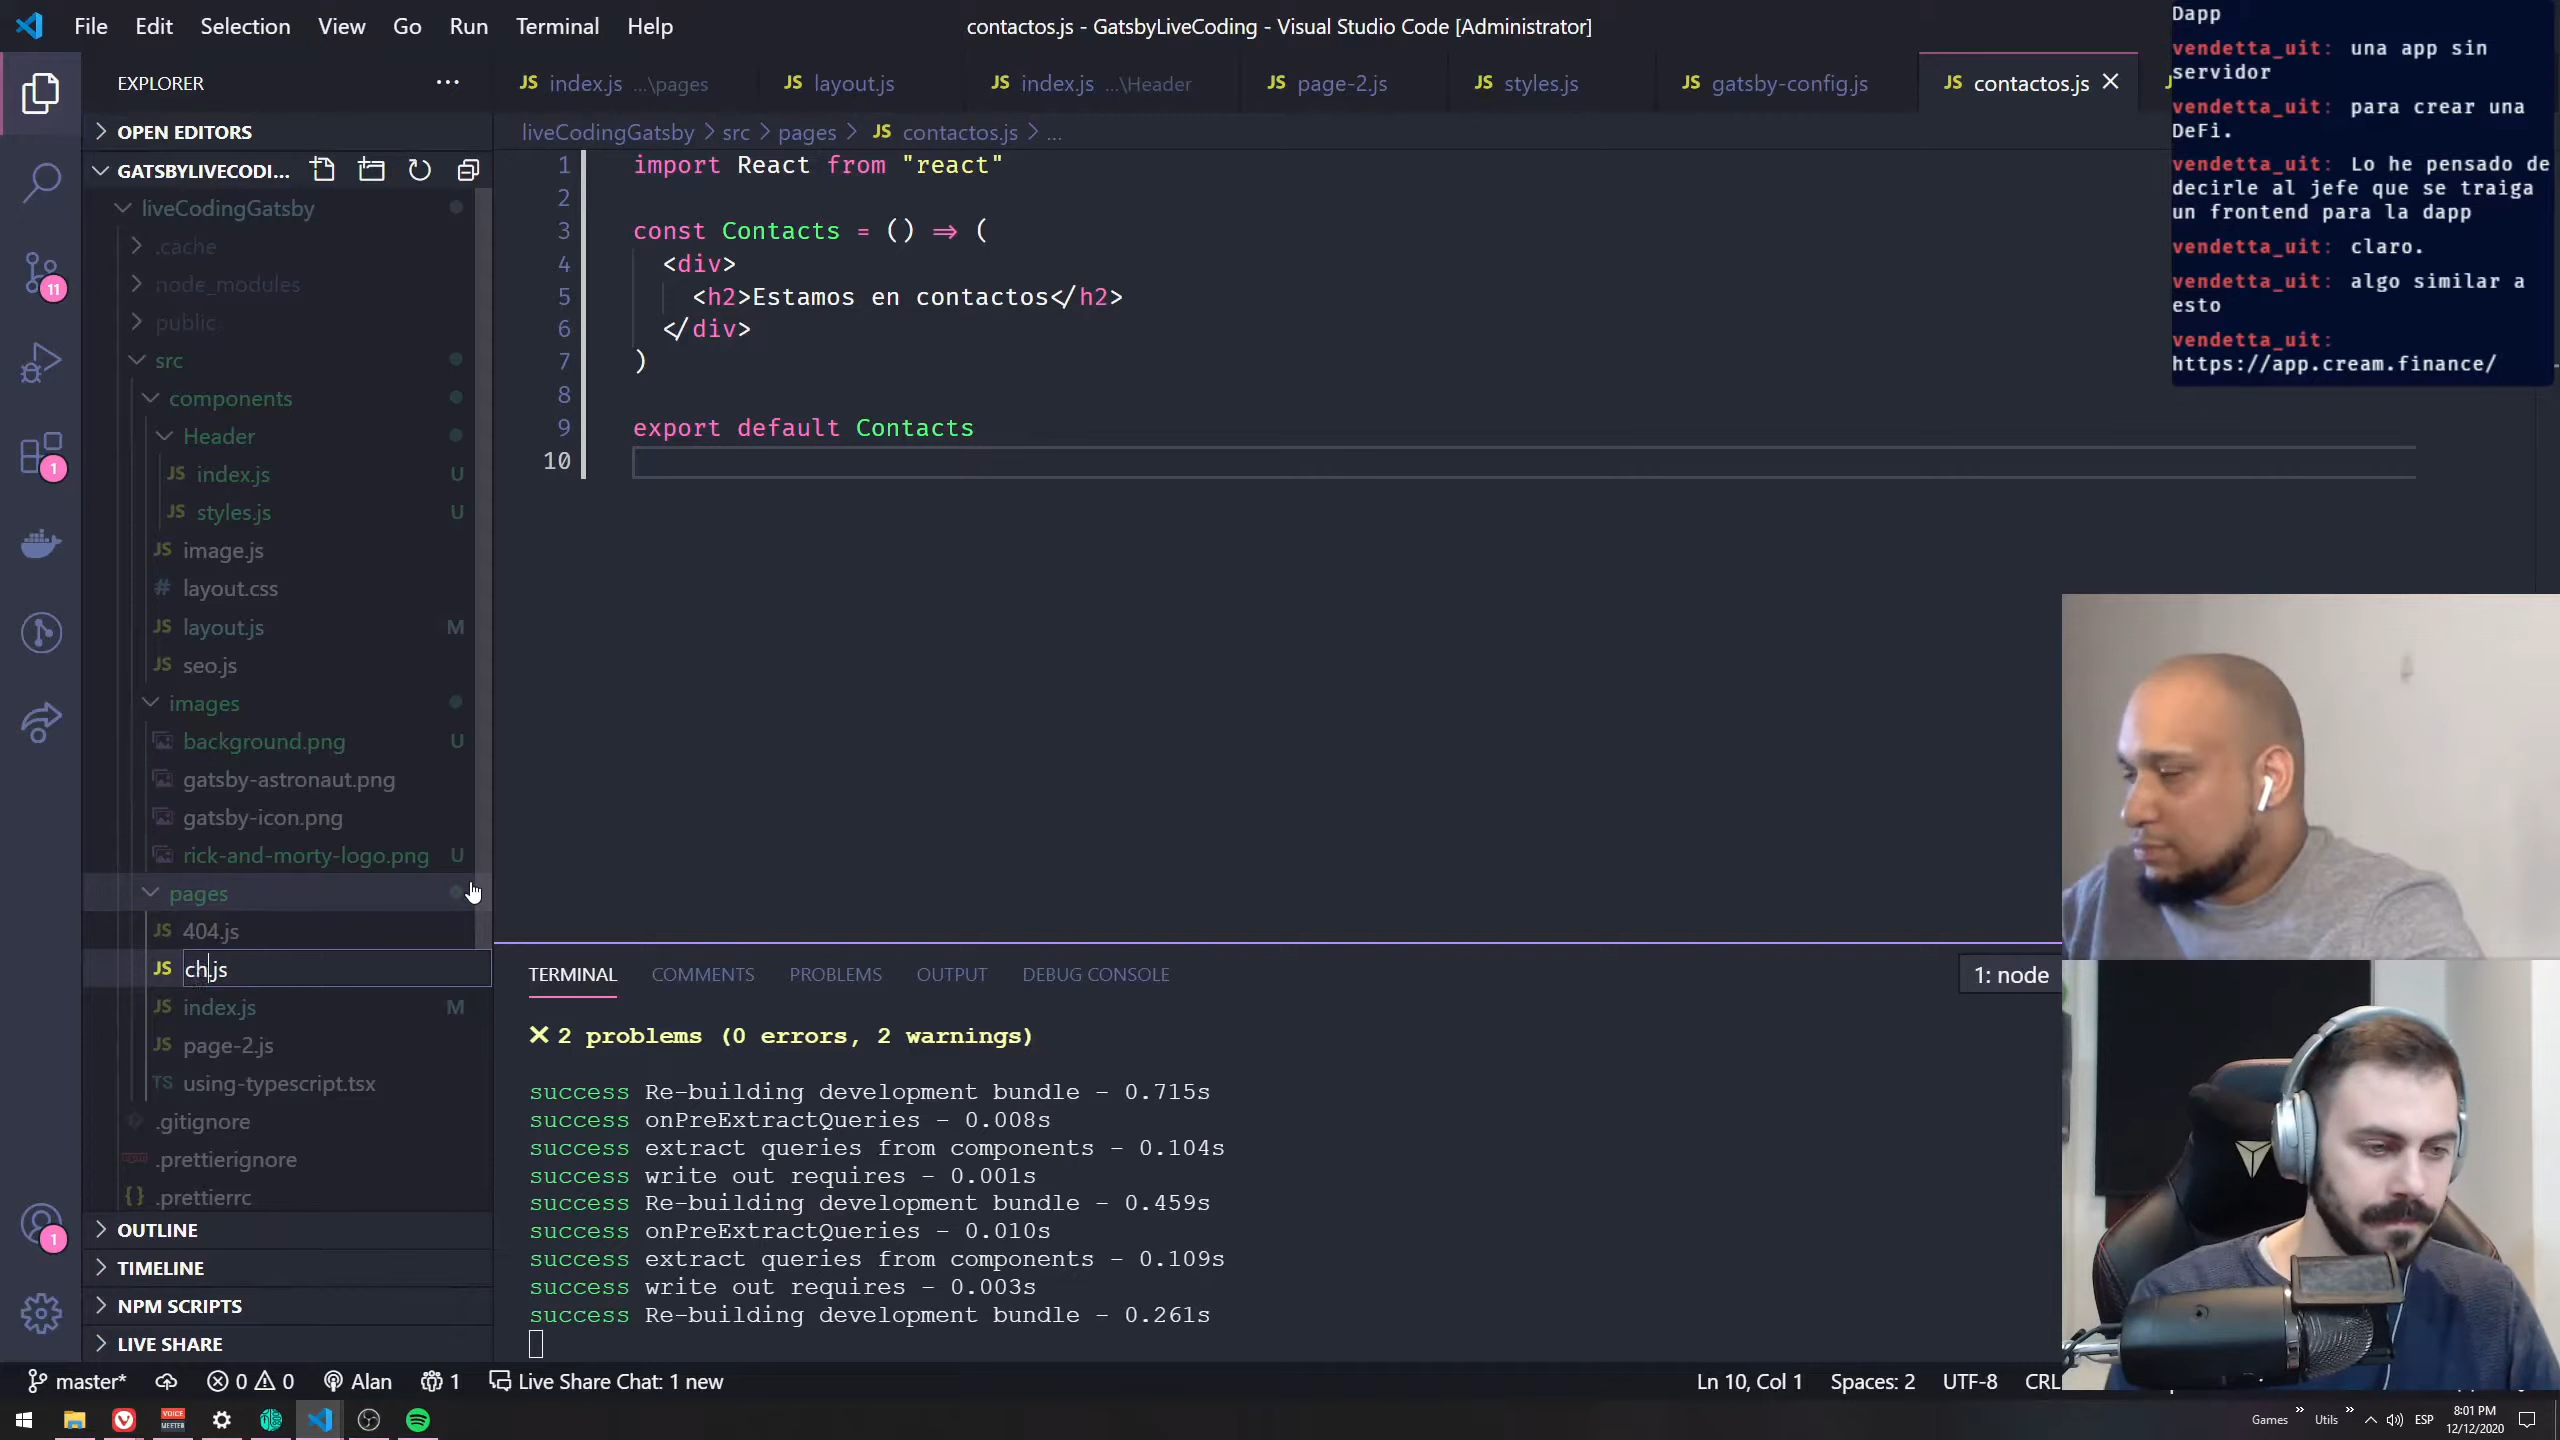 File Edit Selection View Go Run Terminal Help
contactos.js - GatsbyLiveCoding - Visual Studio Code [Administrator]
EXPLORER
OPEN EDITORS
GATSBYLIVECODI...
liveCodingGatsby
.cache
node_modules
public
src
components
Header
JS index.js U
JS styles.js U
JS image.js
# layout.css
JS layout.js M
JS seo.js
images
background.png U
gatsby-astronaut.png
gatsby-icon.png
rick-and-morty-logo.png U
pages
JS 404.js
JS ch.js
JS index.js M
JS page-2.js
TS using-typescript.tsx
.gitignore
.prettierignore
{} .prettierrc
OUTLINE
TIMELINE
NPM SCRIPTS
LIVE SHARE
11
1
1
JS index.js ...\pages JS layout.js JS index.js ...\Header JS page-2.js JS styles.js JS gatsby-config.js JS contactos.js
liveCodingGatsby > src > pages > JS contactos.js > ...
1 import React from "react"
2
3 const Contacts = () => (
4 <div>
5 <h2>Estamos en contactos</h2>
6 </div>
7 )
8
9 export default Contacts
10
Dapp
vendetta_uit: una app sin
servidor
vendetta_uit: para crear una
DeFi.
vendetta_uit: Lo he pensado de
decirle al jefe que se traiga
un frontend para la dapp
vendetta_uit: claro.
vendetta_uit: algo similar a
esto
vendetta_uit:
https://app.cream.finance/
TERMINAL COMMENTS PROBLEMS OUTPUT DEBUG CONSOLE
1: node
✕ 2 problems (0 errors, 2 warnings)
success Re-building development bundle - 0.715s
success onPreExtractQueries - 0.008s
success extract queries from components - 0.104s
success write out requires - 0.001s
success Re-building development bundle - 0.459s
success onPreExtractQueries - 0.010s
success extract queries from components - 0.109s
success write out requires - 0.003s
success Re-building development bundle - 0.261s
master* 0 0 Alan 1 Live Share Chat: 1 new
Ln 10, Col 1 Spaces: 2 UTF-8 CRL
VOICE
MEETER
Games Utils ESP
8:01 PM
12/12/2020